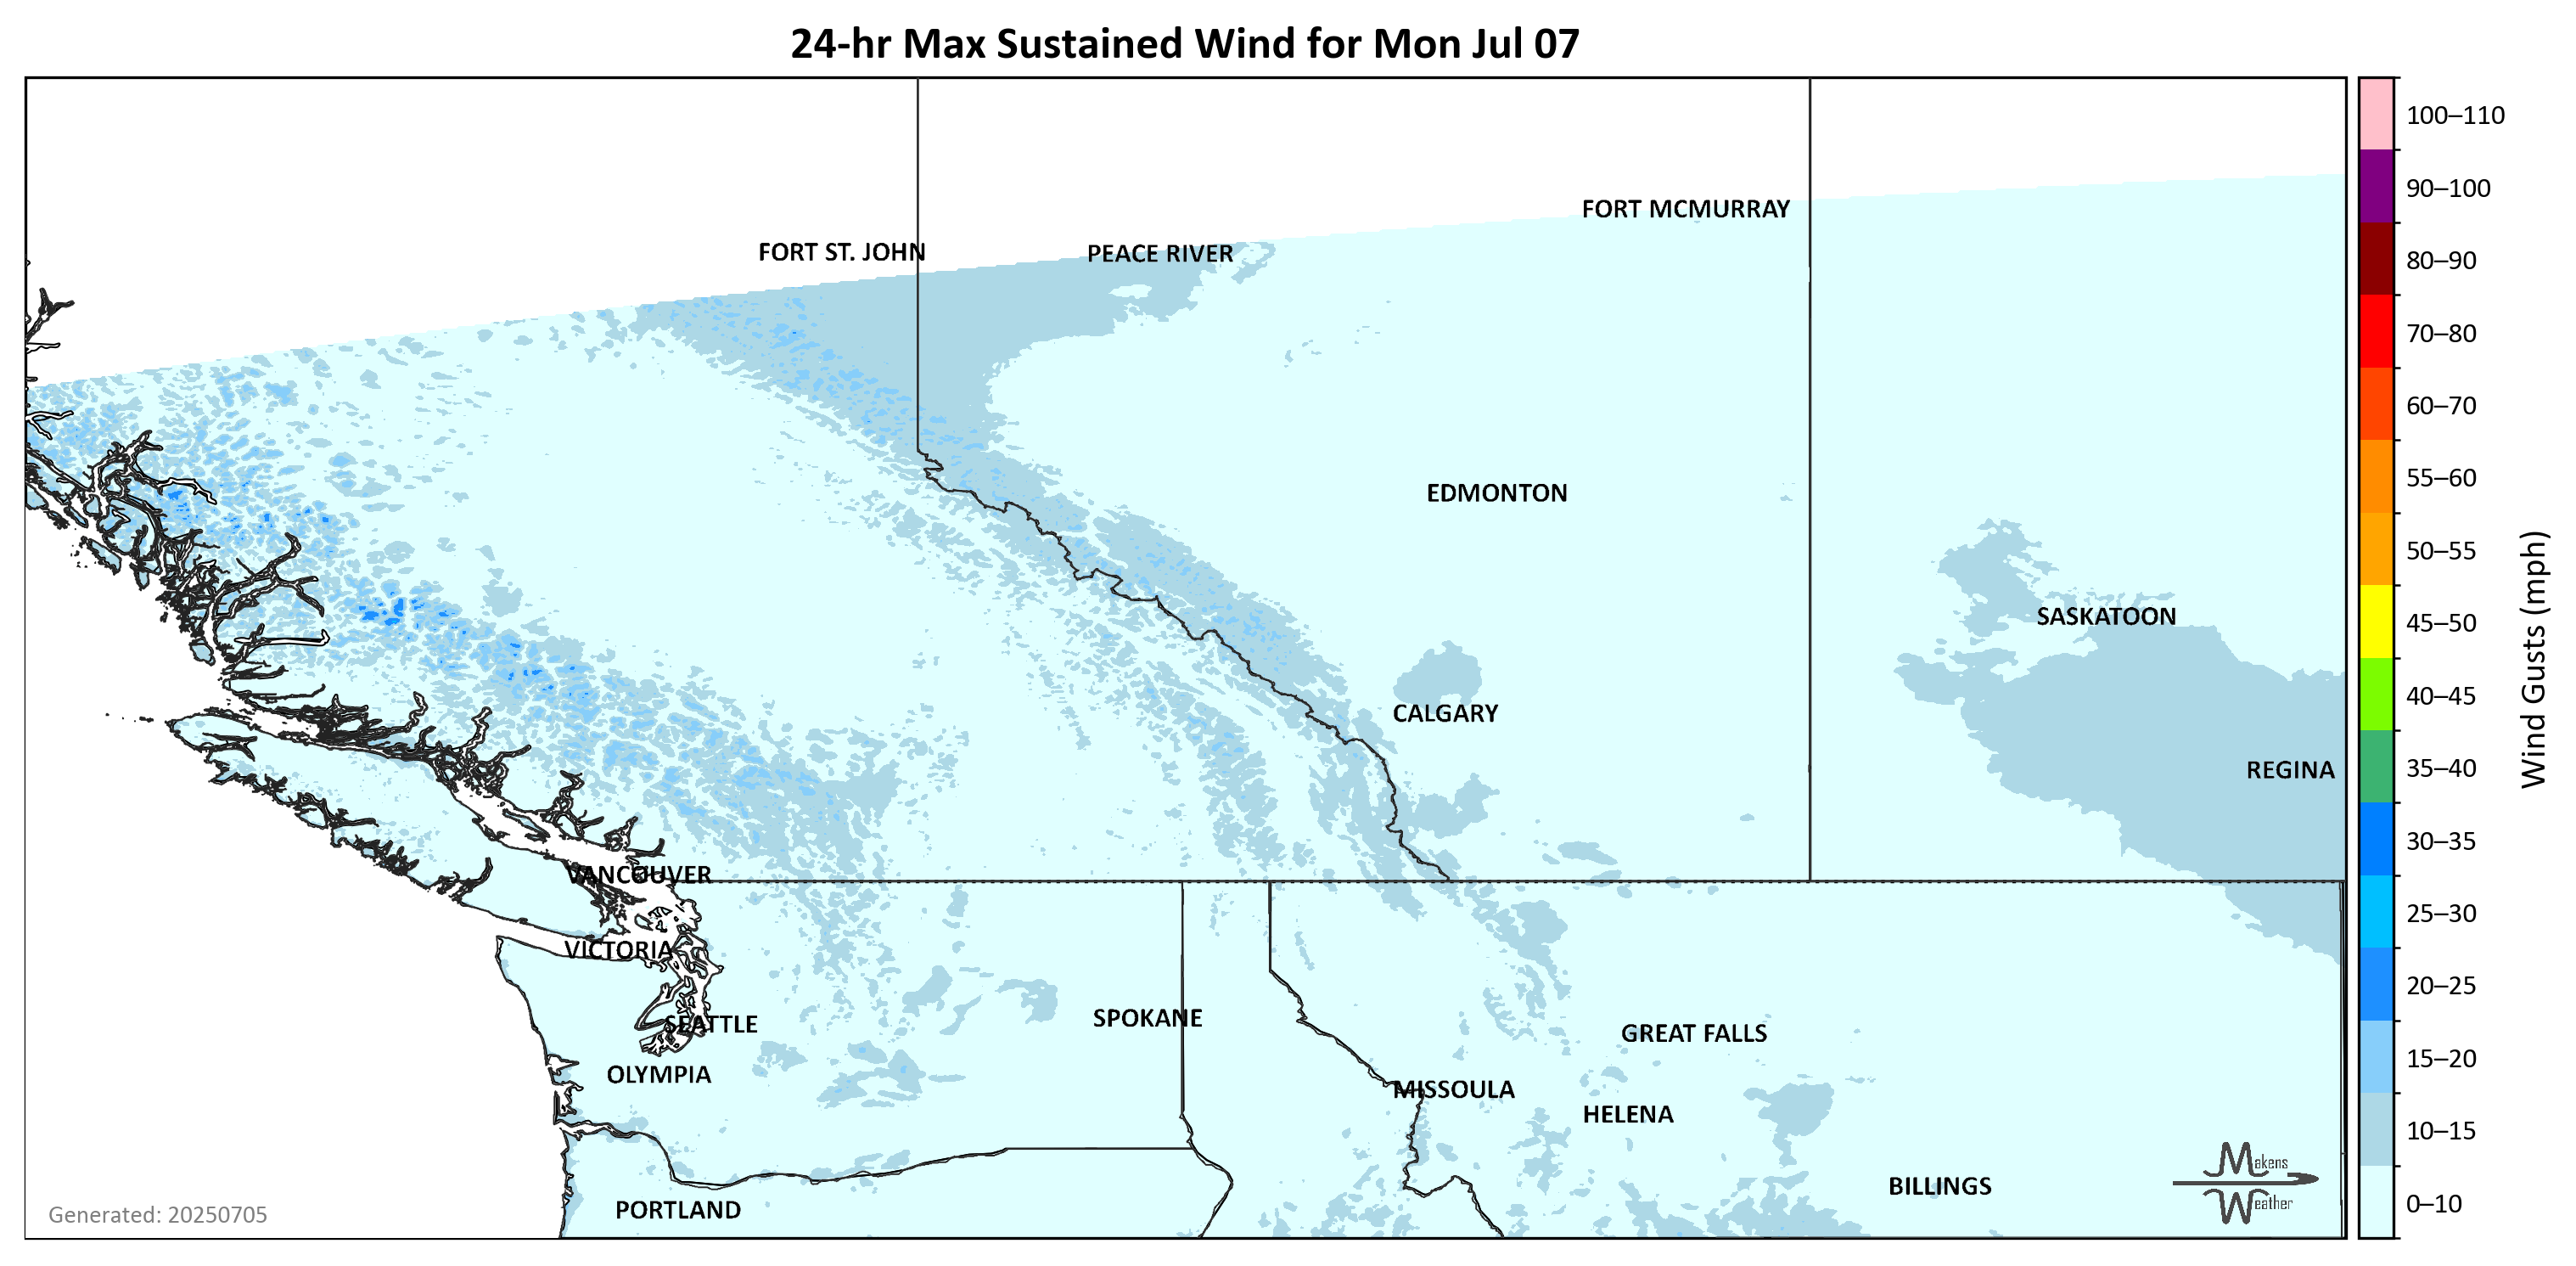 24-hr Max Sustained Wind for Mon Jul 07
FORT MCMURRAY
FORT ST. JOHN
PEACE RIVER
EDMONTON
SASKATOON
CALGARY
REGINA
VANCOUVER
VICTORIA
SEATTLE
SPOKANE
GREAT FALLS
OLYMPIA
MISSOULA
HELENA
BILLINGS
PORTLAND
Generated: 20250705
Makens
Weather
100–110
90–100
80–90
70–80
60–70
55–60
50–55
45–50
40–45
35–40
30–35
25–30
20–25
15–20
10–15
0–10
Wind Gusts (mph)